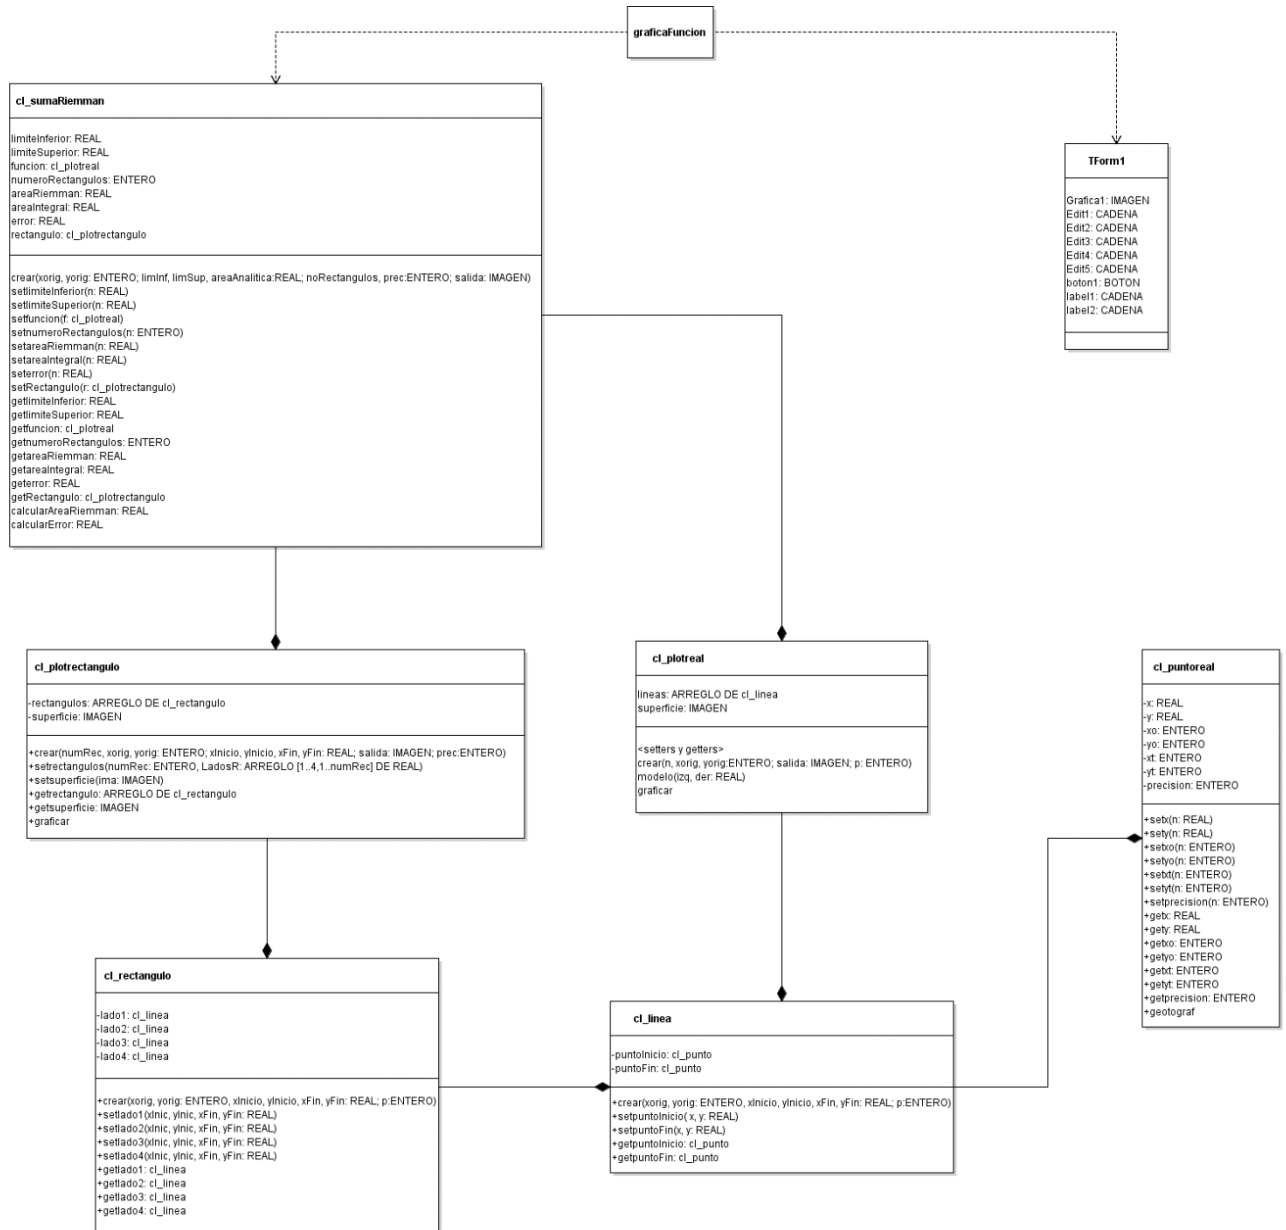 graficaFuncion
cl_sumaRiemman
limiteInferior: REAL
limiteSuperior: REAL
funcion: cl_plotreal
numeroRectangulos: ENTERO
areaRiemman: REAL
areaIntegral: REAL
error: REAL
rectangulo: cl_plotrectangulo
crear(xorig, yorig: ENTERO; limInf, limSup, areaAnalitica:REAL; noRectangulos, prec:ENTERO; salida: IMAGEN)
setlimiteInferior(n: REAL)
setlimiteSuperior(n: REAL)
setfuncion(f: cl_plotreal)
setnumeroRectangulos(n: ENTERO)
setareaRiemman(n: REAL)
setareaIntegral(n: REAL)
seterror(n: REAL)
setRectangulo(r: cl_plotrectangulo)
getlimiteInferior: REAL
getlimiteSuperior: REAL
getfuncion: cl_plotreal
getnumeroRectangulos: ENTERO
getareaRiemman: REAL
getareaIntegral: REAL
geterror: REAL
getRectangulo: cl_plotrectangulo
calcularAreaRiemman: REAL
calcularError: REAL
TForm1
Grafica1: IMAGEN
Edit1: CADENA
Edit2: CADENA
Edit3: CADENA
Edit4: CADENA
Edit5: CADENA
boton1: BOTON
label1: CADENA
label2: CADENA
cl_plotrectangulo
-rectangulos: ARREGLO DE cl_rectangulo
-superficie: IMAGEN
+crear(numRec, xorig, yorig: ENTERO; xInicio, yInicio, xFin, yFin: REAL; salida: IMAGEN; prec:ENTERO)
+setrectangulos(numRec: ENTERO, LadosR: ARREGLO [1..4,1..numRec] DE REAL)
+setsuperficie(ima: IMAGEN)
+getrectangulo: ARREGLO DE cl_rectangulo
+getsuperficie: IMAGEN
+graficar
cl_plotreal
lineas: ARREGLO DE cl_linea
superficie: IMAGEN
<setters y getters>
crear(n, xorig, yorig:ENTERO; salida: IMAGEN; p: ENTERO)
modelo(izq, der: REAL)
graficar
cl_puntoreal
-x: REAL
-y: REAL
-xo: ENTERO
-yo: ENTERO
-xt: ENTERO
-yt: ENTERO
-precision: ENTERO
+setx(n: REAL)
+sety(n: REAL)
+setxo(n: ENTERO)
+setyo(n: ENTERO)
+setxt(n: ENTERO)
+setyt(n: ENTERO)
+setprecision(n: ENTERO)
+getx: REAL
+gety: REAL
+getxo: ENTERO
+getyo: ENTERO
+getxt: ENTERO
+getyt: ENTERO
+getprecision: ENTERO
+geotograf
cl_rectangulo
-lado1: cl_linea
-lado2: cl_linea
-lado3: cl_linea
-lado4: cl_linea
+crear(xorig, yorig: ENTERO, xInicio, yInicio, xFin, yFin: REAL; p:ENTERO)
+setlado1(xInic, yInic, xFin, yFin: REAL)
+setlado2(xInic, yInic, xFin, yFin: REAL)
+setlado3(xInic, yInic, xFin, yFin: REAL)
+setlado4(xInic, yInic, xFin, yFin: REAL)
+getlado1: cl_linea
+getlado2: cl_linea
+getlado3: cl_linea
+getlado4: cl_linea
cl_linea
-puntoInicio: cl_punto
-puntoFin: cl_punto
+crear(xorig, yorig: ENTERO, xInicio, yInicio, xFin, yFin: REAL; p:ENTERO)
+setpuntoInicio( x, y: REAL)
+setpuntoFin(x, y: REAL)
+getpuntoInicio: cl_punto
+getpuntoFin: cl_punto